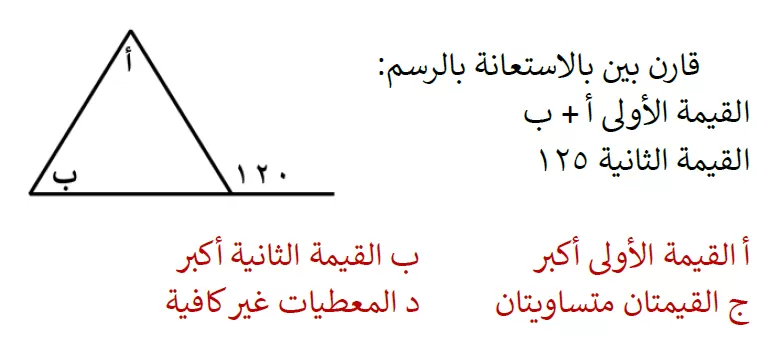 قارن بين بالاستعانة بالرسم:
القيمة الأولى أ + ب
القيمة الثانية ١٢٥
أ
ب
١٢٠
أ القيمة الأولى أكبر
ب القيمة الثانية أكبر
ج القيمتان متساويتان
د المعطيات غير كافية